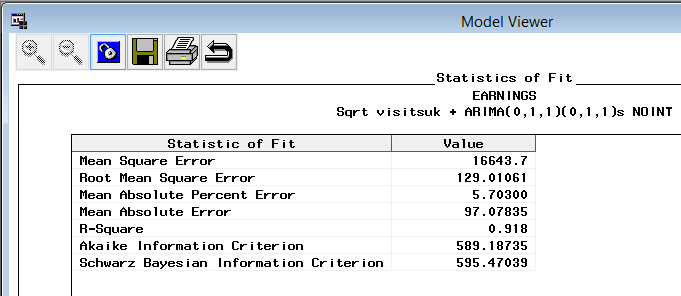 Model Viewer
Statistics of Fit
EARNINGS
Sqrt visitsuk + ARIMA(0,1,1)(0,1,1)s NOINT
Statistic of Fit Value
Mean Square Error 16643.7
Root Mean Square Error 129.01061
Mean Absolute Percent Error 5.70300
Mean Absolute Error 97.07835
R-Square 0.918
Akaike Information Criterion 589.18735
Schwarz Bayesian Information Criterion 595.47039